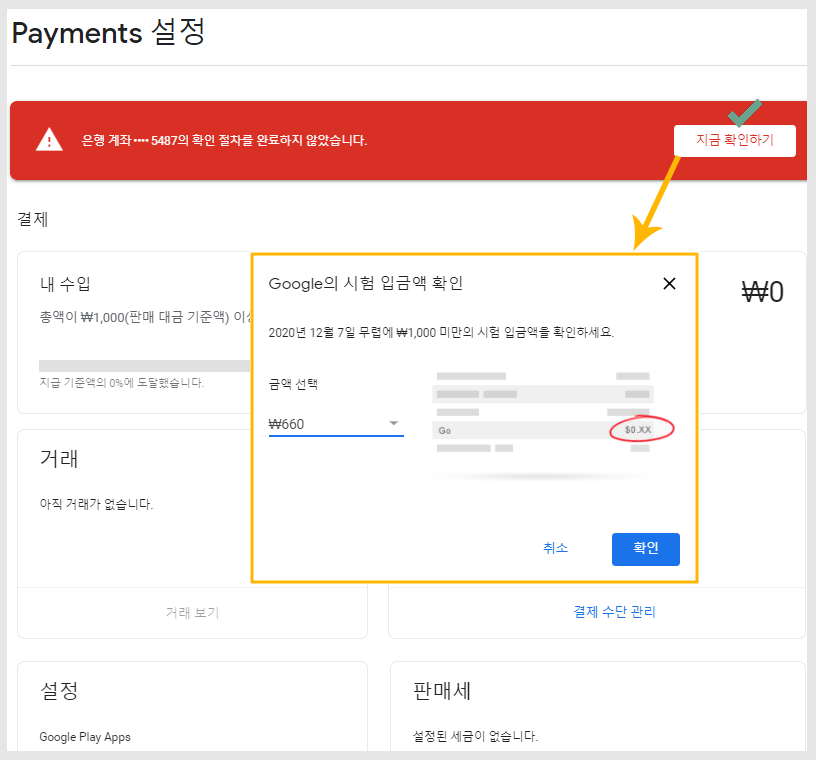 Payments 설정
은행 계좌 •••• 5487의 확인 절차를 완료하지 않았습니다.
지금 확인하기
결제
내 수입
₩0
총액이 ₩1,000(판매 대금 기준액) 이상
지급 기준액의 0%에 도달했습니다.
Google의 시험 입금액 확인
2020년 12월 7일 무렵에 ₩1,000 미만의 시험 입금액을 확인하세요.
금액 선택
₩660
Go
$0.XX
취소
확인
거래
아직 거래가 없습니다.
거래 보기
결제 수단 관리
설정
Google Play Apps
판매세
설정된 세금이 없습니다.